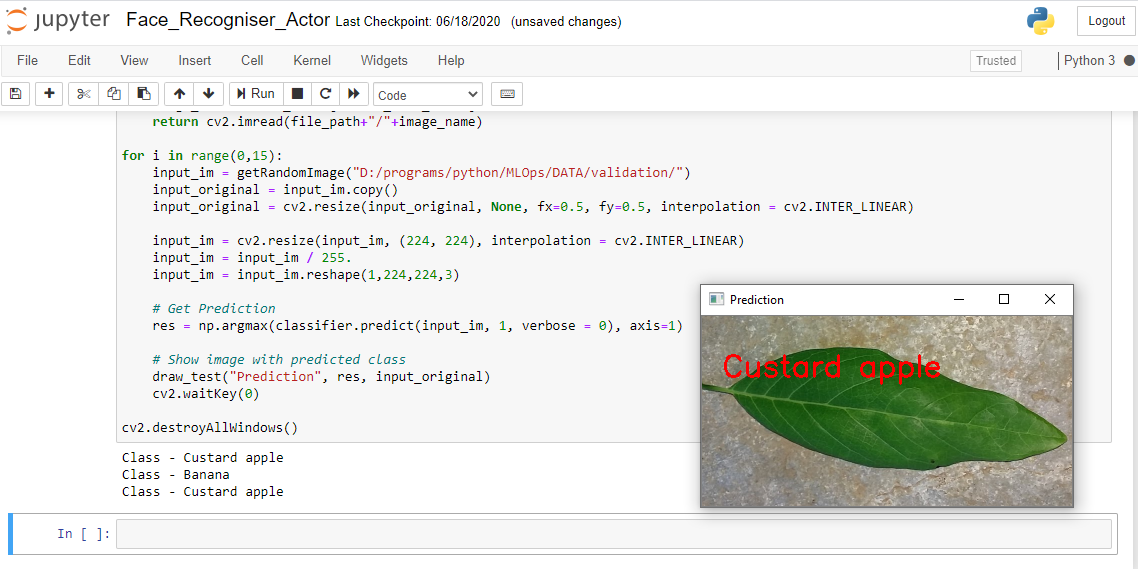 jupyter Face_Recogniser_Actor Last Checkpoint: 06/18/2020 (unsaved changes)
Logout
File Edit View Insert Cell Kernel Widgets Help
Trusted
Python 3
Run
Code
    return cv2.imread(file_path+"/"+image_name)
for i in range(0,15):
    input_im = getRandomImage("D:/programs/python/MLOps/DATA/validation/")
    input_original = input_im.copy()
    input_original = cv2.resize(input_original, None, fx=0.5, fy=0.5, interpolation = cv2.INTER_LINEAR)
    input_im = cv2.resize(input_im, (224, 224), interpolation = cv2.INTER_LINEAR)
    input_im = input_im / 255.
    input_im = input_im.reshape(1,224,224,3)
    # Get Prediction
    res = np.argmax(classifier.predict(input_im, 1, verbose = 0), axis=1)
    # Show image with predicted class
    draw_test("Prediction", res, input_original)
    cv2.waitKey(0)
cv2.destroyAllWindows()
Class - Custard apple
Class - Banana
Class - Custard apple
In [ ]:
Prediction
Custard apple